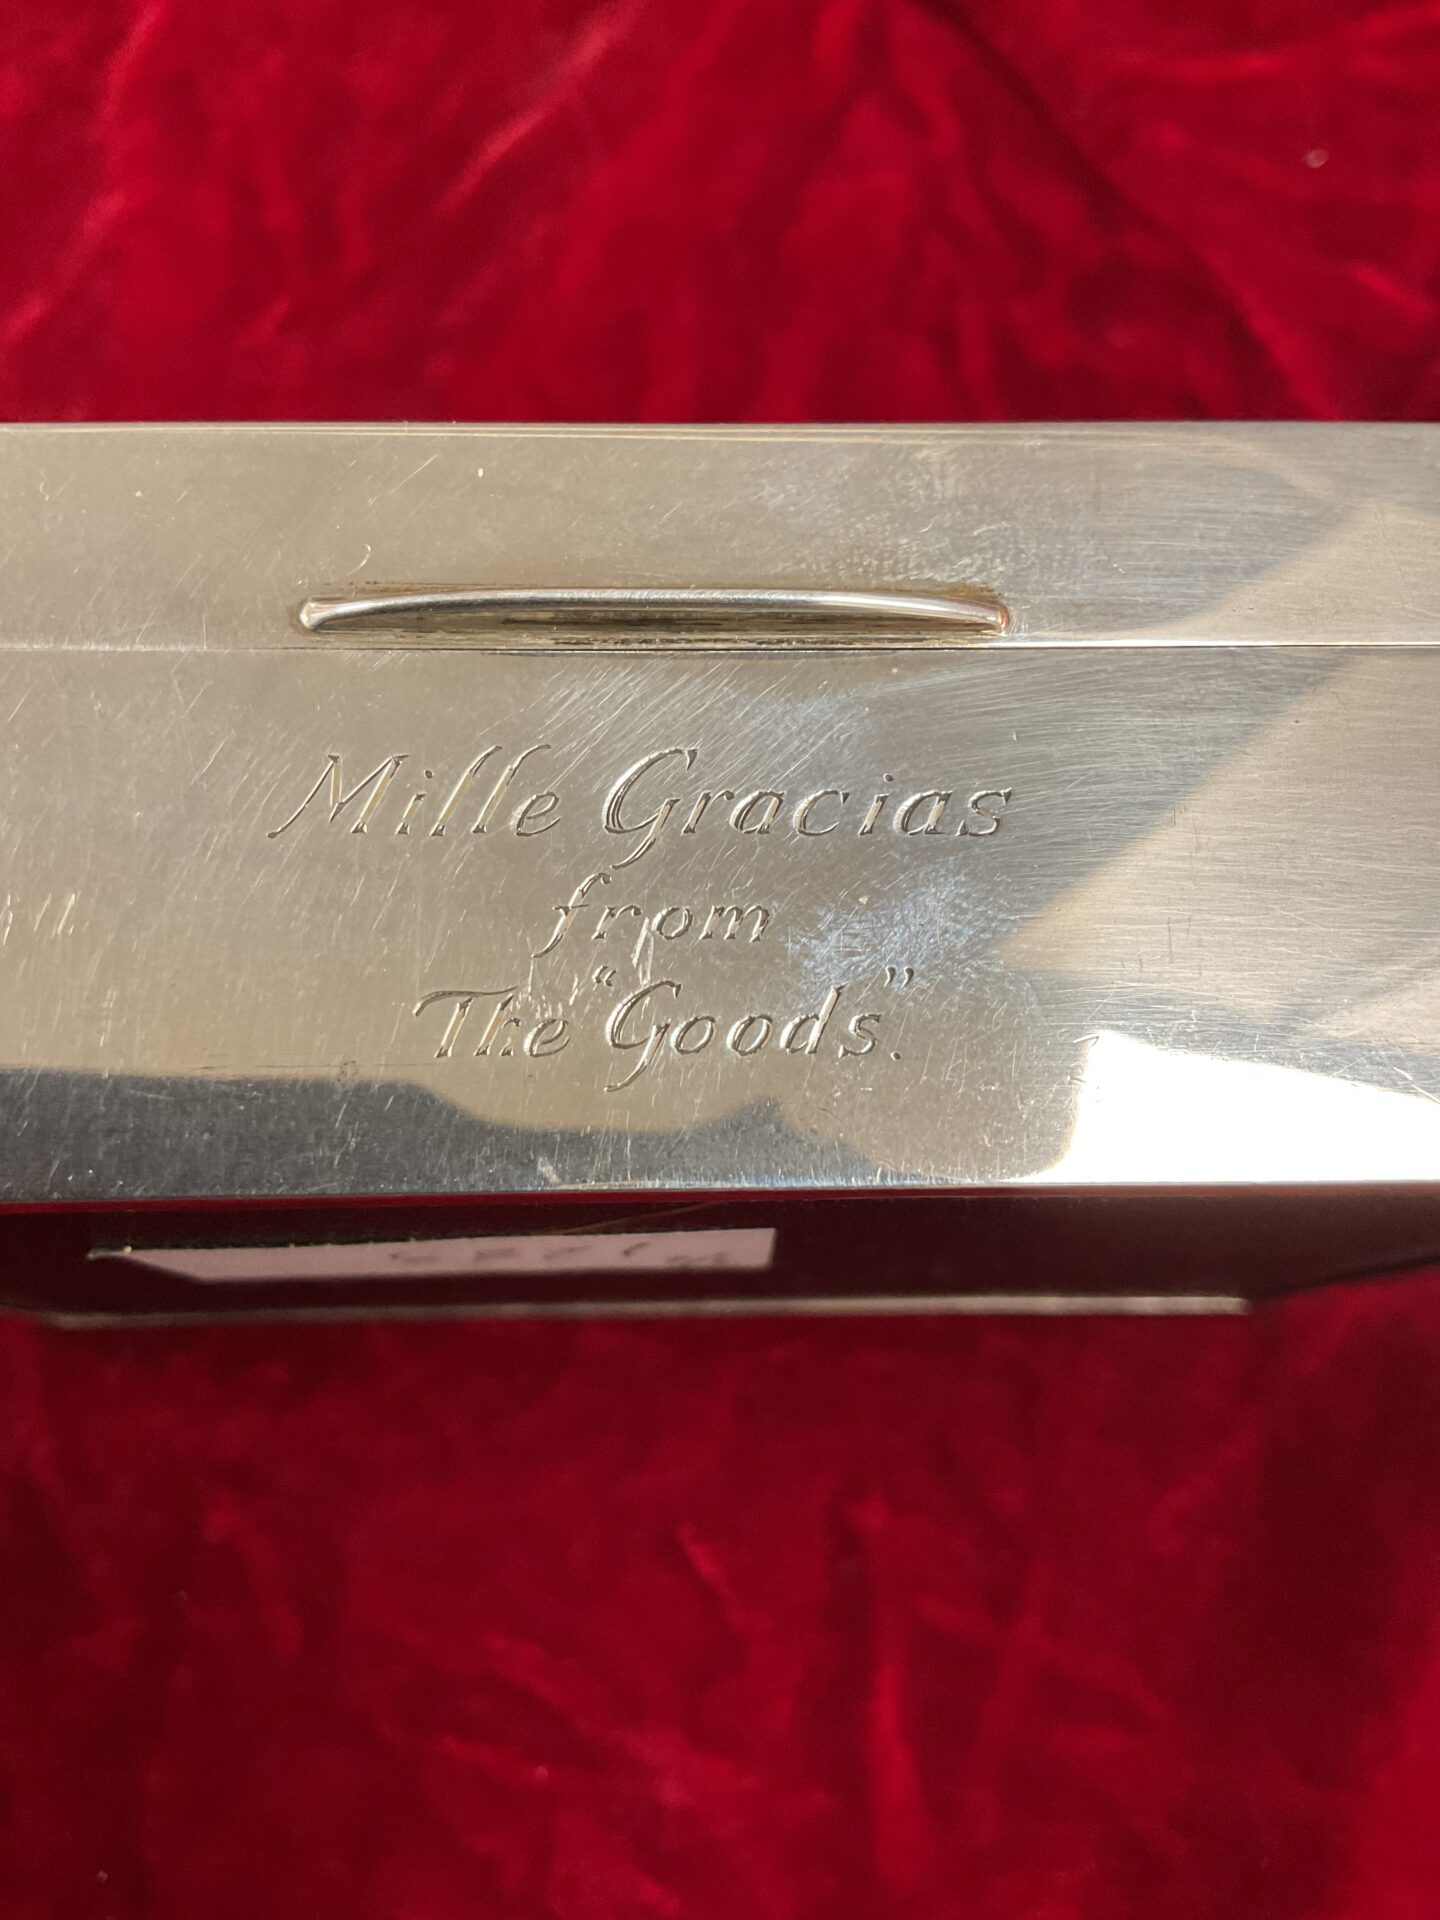 Mille Gracias
from
The “Goods”.